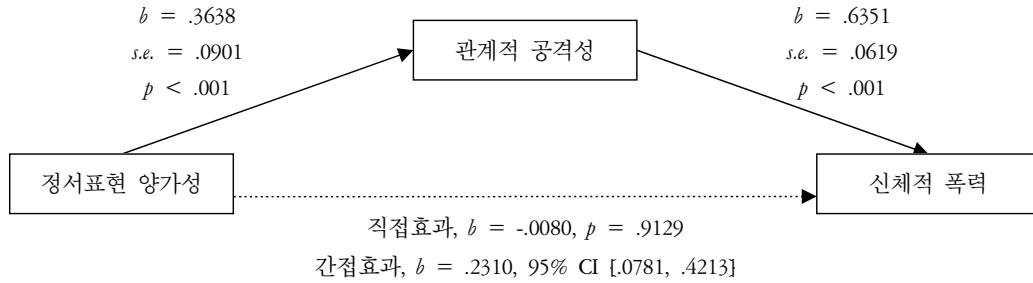 b = .3638
s.e. = .0901
p < .001
관계적 공격성
b = .6351
s.e. = .0619
p < .001
정서표현 양가성
신체적 폭력
직접효과, b = -.0080, p = .9129
간접효과, b = .2310, 95% CI [.0781, .4213]